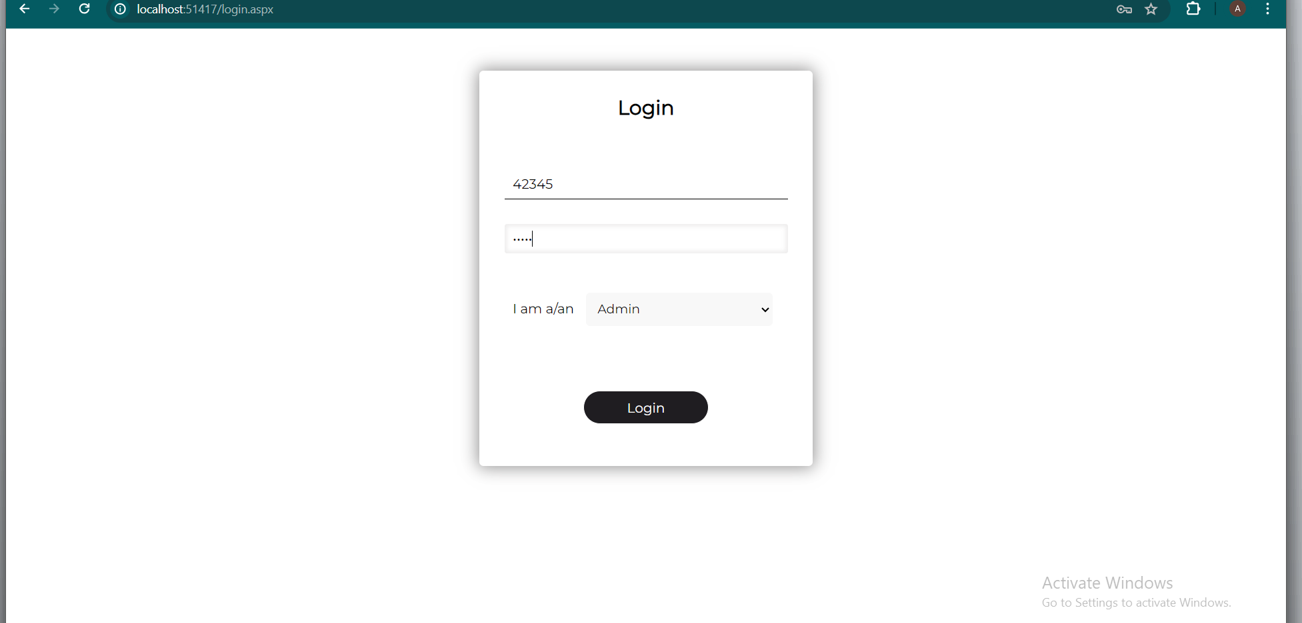 localhost:51417/login.aspx
A
Login
42345
•••••
I am a/an Admin
Login
Activate Windows
Go to Settings to activate Windows.